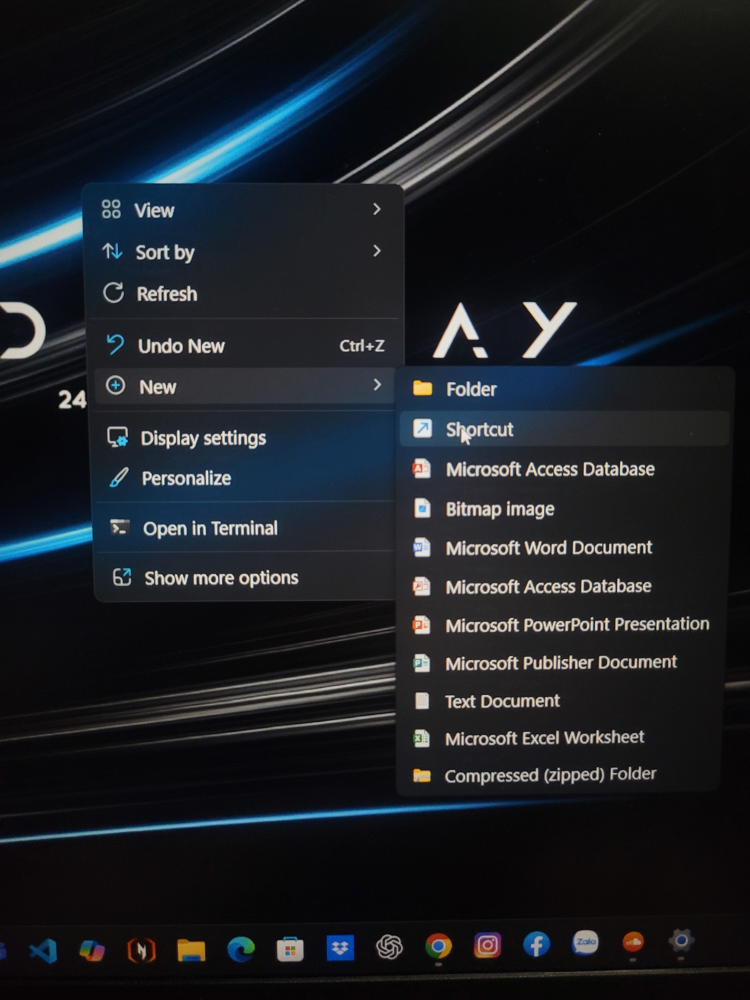 View
Sort by
Refresh
D AY
Undo New Ctrl+Z
New
24
Display settings
Personalize
Open in Terminal
Show more options
Folder
Shortcut
Microsoft Access Database
Bitmap image
Microsoft Word Document
Microsoft Access Database
Microsoft PowerPoint Presentation
Microsoft Publisher Document
Text Document
Microsoft Excel Worksheet
Compressed (zipped) Folder
Zalo